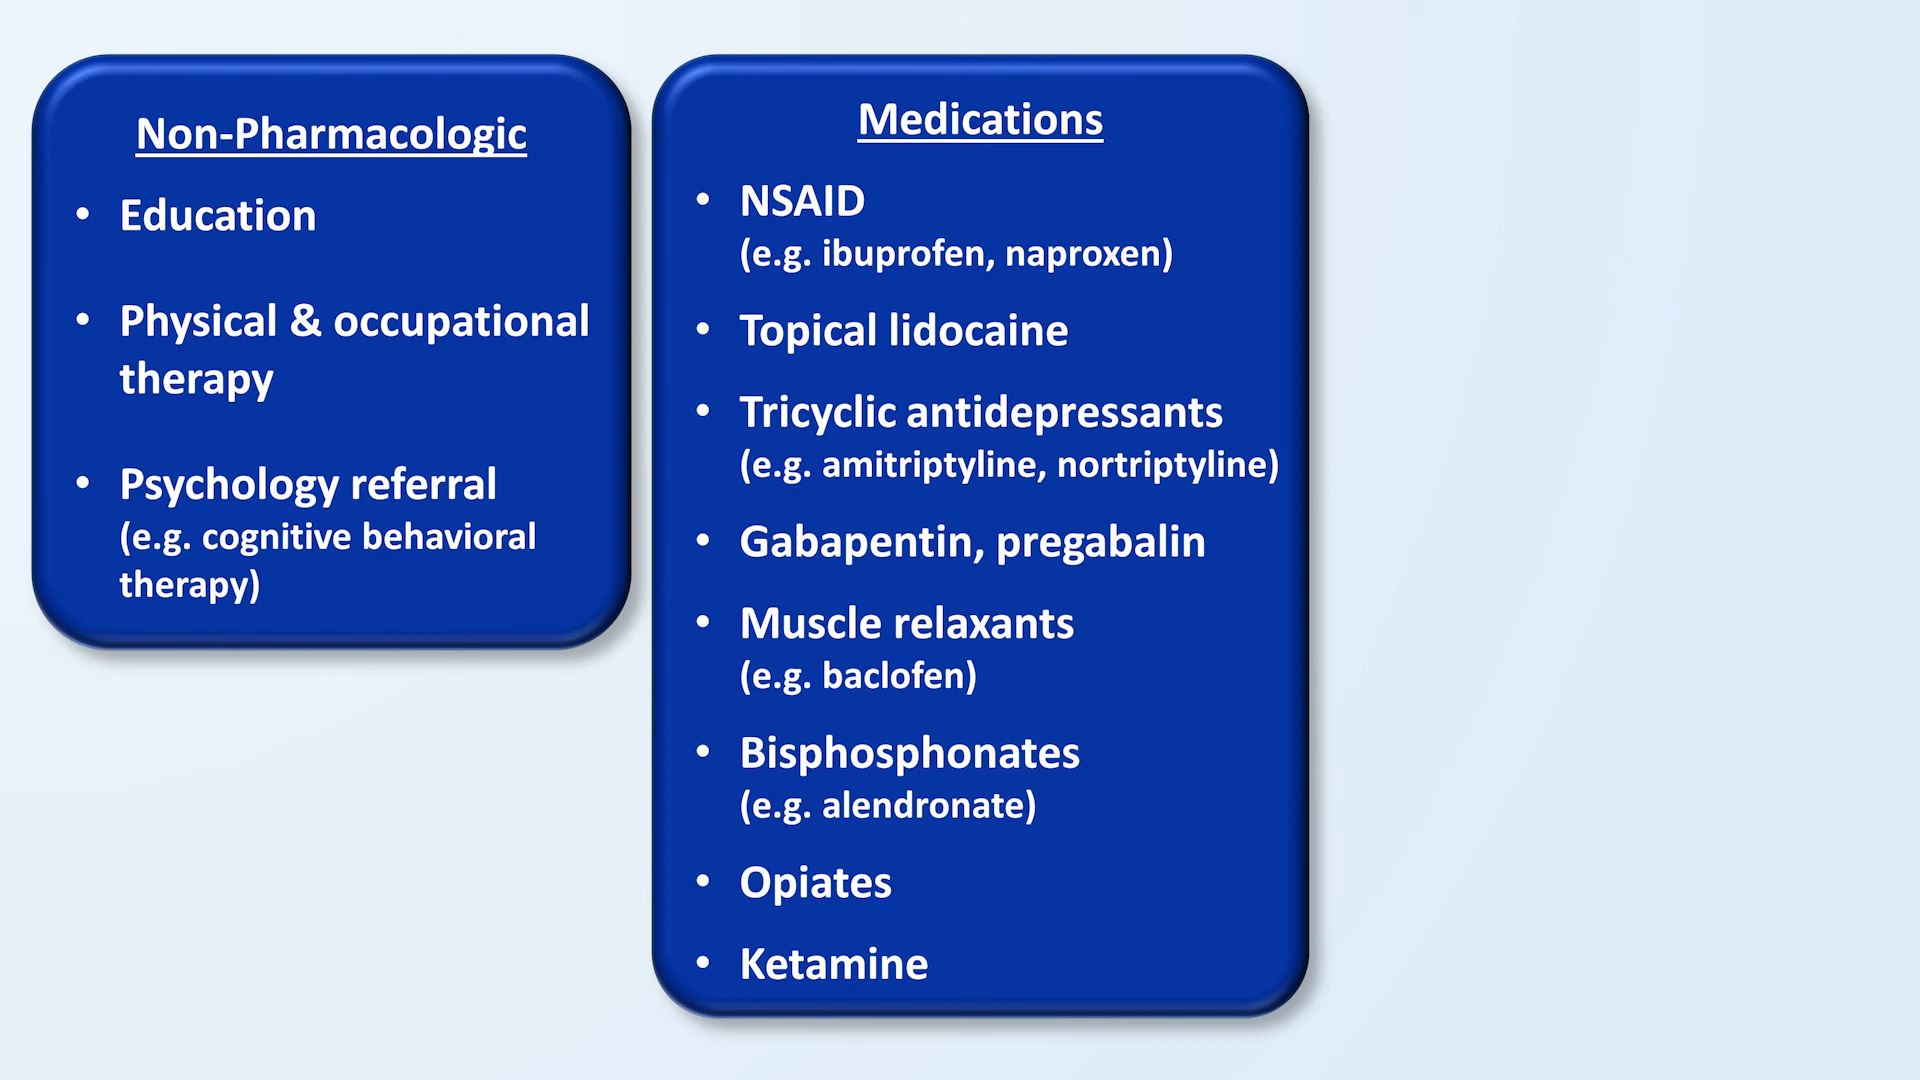 Non-Pharmacologic
• Education
• Physical & occupational
therapy
• Psychology referral
(e.g. cognitive behavioral
therapy)
Medications
• NSAID
(e.g. ibuprofen, naproxen)
• Topical lidocaine
• Tricyclic antidepressants
(e.g. amitriptyline, nortriptyline)
• Gabapentin, pregabalin
• Muscle relaxants
(e.g. baclofen)
• Bisphosphonates
(e.g. alendronate)
• Opiates
• Ketamine